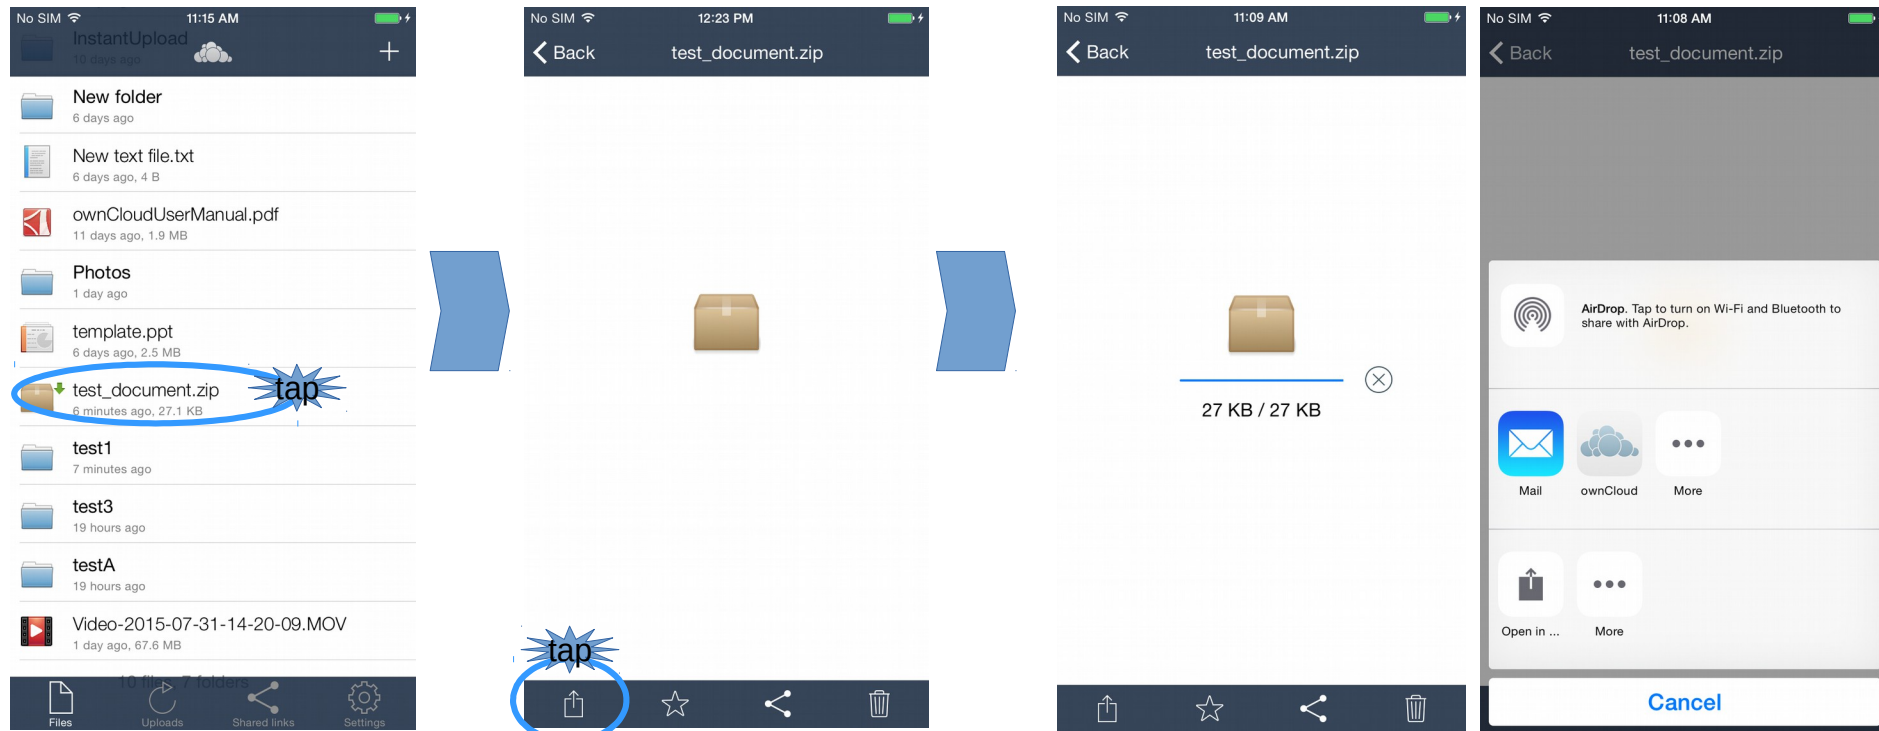 No SIM
11:15 AM
InstantUpload
10 days ago
New folder
6 days ago
New text file.txt
6 days ago, 4 B
ownCloudUserManual.pdf
11 days ago, 1.9 MB
Photos
1 day ago
template.ppt
6 days ago, 2.5 MB
test_document.zip
6 minutes ago, 27.1 KB
tap
test1
7 minutes ago
test3
19 hours ago
testA
19 hours ago
Video-2015-07-31-14-20-09.MOV
1 day ago, 67.6 MB
10 files, 7 folders
Files
Uploads
Shared links
Settings
No SIM
12:23 PM
Back
test_document.zip
tap
No SIM
11:09 AM
Back
test_document.zip
27 KB / 27 KB
No SIM
11:08 AM
Back
test_document.zip
AirDrop. Tap to turn on Wi-Fi and Bluetooth to
share with AirDrop.
Mail
ownCloud
More
Open in ...
More
Cancel